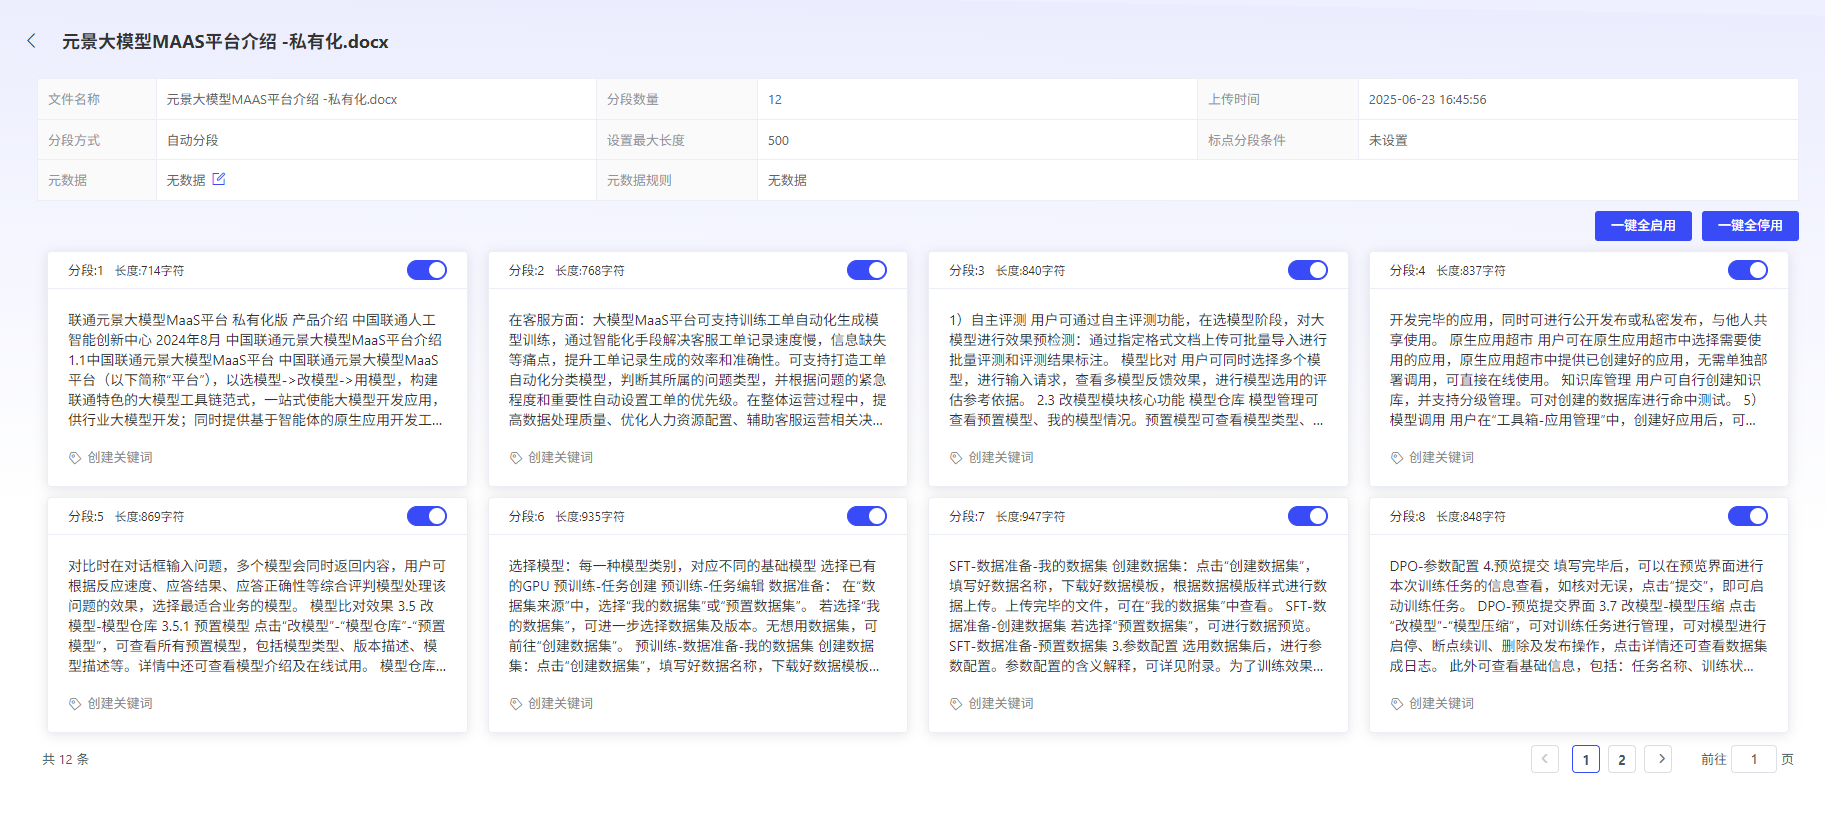 元景大模型MAAS平台介绍 -私有化.docx
文件名称 元景大模型MAAS平台介绍 -私有化.docx 分段数量 12 上传时间 2025-06-23 16:45:56
分段方式 自动分段 设置最大长度 500 标点分段条件 未设置
元数据 无数据 元数据规则 无数据
一键全启用 一键全停用
分段:1 长度:714字符
联通元景大模型MaaS平台 私有化版 产品介绍 中国联通人工
智能创新中心 2024年8月 中国联通元景大模型MaaS平台介绍
1.1中国联通元景大模型MaaS平台 中国联通元景大模型MaaS
平台（以下简称“平台”），以选模型->改模型->用模型，构建
联通特色的大模型工具链范式，一站式使能大模型开发应用，
供行业大模型开发；同时提供基于智能体的原生应用开发工...
创建关键词
分段:2 长度:768字符
在客服方面：大模型MaaS平台可支持训练工单自动化生成模
型训练，通过智能化手段解决客服工单记录速度慢，信息缺失
等痛点，提升工单记录生成的效率和准确性。可支持打造工单
自动化分类模型，判断其所属的问题类型，并根据问题的紧急
程度和重要性自动设置工单的优先级。在整体运营过程中，提
高数据处理质量、优化人力资源配置、辅助客服运营相关决...
创建关键词
分段:3 长度:840字符
1）自主评测 用户可通过自主评测功能，在选模型阶段，对大
模型进行效果预检测：通过指定格式文档上传可批量导入进行
批量评测和评测结果标注。 模型比对 用户可同时选择多个模
型，进行输入请求，查看多模型反馈效果，进行模型选用的评
估参考依据。 2.3 改模型模块核心功能 模型仓库 模型管理可
查看预置模型、我的模型情况。预置模型可查看模型类型、...
创建关键词
分段:4 长度:837字符
开发完毕的应用，同时可进行公开发布或私密发布，与他人共
享使用。 原生应用超市 用户可在原生应用超市中选择需要使
用的应用，原生应用超市中提供已创建好的应用，无需单独部
署调用，可直接在线使用。 知识库管理 用户可自行创建知识
库，并支持分级管理。可对创建的数据库进行命中测试。 5）
模型调用 用户在“工具箱-应用管理”中，创建好应用后，可...
创建关键词
分段:5 长度:869字符
对比时在对话框输入问题，多个模型会同时返回内容，用户可
根据反应速度、应答结果、应答正确性等综合评判模型处理该
问题的效果，选择最适合业务的模型。 模型比对效果 3.5 改
模型-模型仓库 3.5.1 预置模型 点击“改模型”-“模型仓库”-“预置
模型”，可查看所有预置模型，包括模型类型、版本描述、模
型描述等。详情中还可查看模型介绍及在线试用。 模型仓库...
创建关键词
分段:6 长度:935字符
选择模型：每一种模型类别，对应不同的基础模型 选择已有
的GPU 预训练-任务创建 预训练-任务编辑 数据准备： 在“数
据集来源”中，选择“我的数据集”或“预置数据集”。 若选择“我
的数据集”，可进一步选择数据集及版本。无想用数据集，可
前往“创建数据集”。 预训练-数据准备-我的数据集 创建数据
集：点击“创建数据集”，填写好数据名称，下载好数据模板...
创建关键词
分段:7 长度:947字符
SFT-数据准备-我的数据集 创建数据集：点击“创建数据集”，
填写好数据名称，下载好数据模板，根据数据模版样式进行数
据上传。上传完毕的文件，可在“我的数据集”中查看。 SFT-数
据准备-创建数据集 若选择“预置数据集”，可进行数据预览。
SFT-数据准备-预置数据集 3.参数配置 选用数据集后，进行参
数配置。参数配置的含义解释，可详见附录。为了训练效果...
创建关键词
分段:8 长度:848字符
DPO-参数配置 4.预览提交 填写完毕后，可以在预览界面进行
本次训练任务的信息查看，如核对无误，点击“提交”，即可启
动训练任务。 DPO-预览提交界面 3.7 改模型-模型压缩 点击
“改模型”-“模型压缩”，可对训练任务进行管理，可对模型进行
启停、断点续训、删除及发布操作，点击详情还可查看数据集
成日志。 此外可查看基础信息，包括：任务名称、训练状...
创建关键词
共 12 条 1 2 前往 1 页